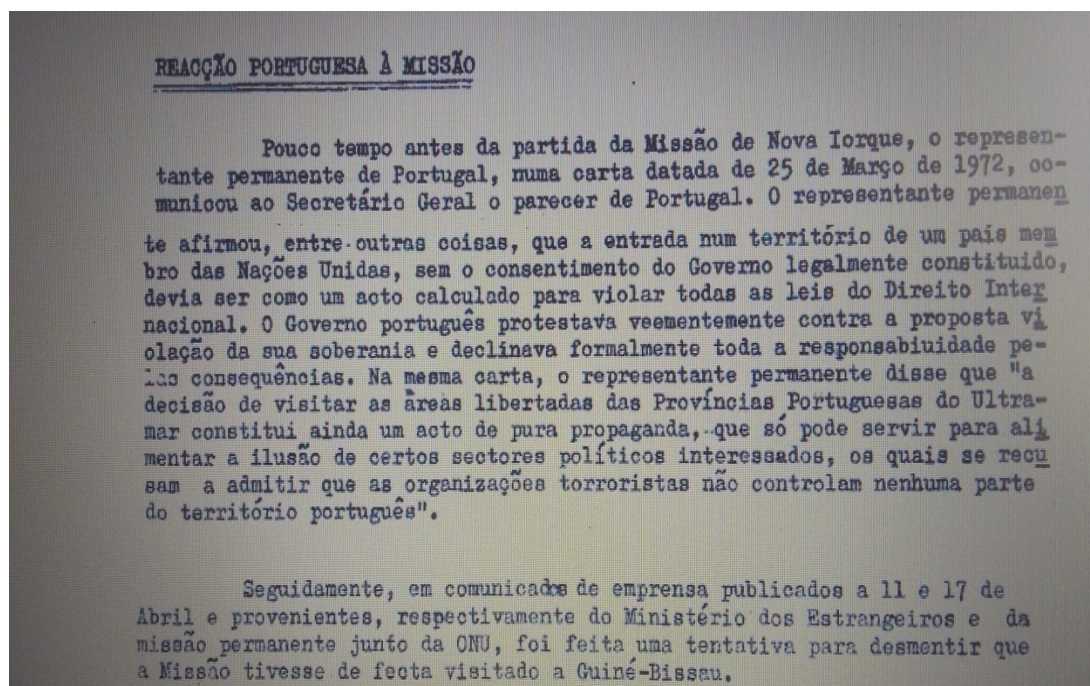 REACÇÃO PORTUGUESA À MISSÃO
Pouco tempo antes da partida da Missão de Nova Iorque, o represen-
tante permanente de Portugal, numa carta datada de 25 de Março de 1972, co-
municou ao Secretário Geral o parecer de Portugal. O representante permanen
te afirmou, entre outras coisas, que a entrada num território de um país mem
bro das Nações Unidas, sem o consentimento do Governo legalmente constituido,
devia ser como um acto calculado para violar todas as leis do Direito Inter
nacional. O Governo português protestava veementemente contra a proposta vi
olação da sua soberania e declinava formalmente toda a responsabiuidade pe-
las consequências. Na mesma carta, o representante permanente disse que "a
decisão de visitar as áreas libertadas das Províncias Portuguesas do Ultra-
mar constitui ainda um acto de pura propaganda, que só pode servir para ali
mentar a ilusão de certos sectores políticos interessados, os quais se recu
sam a admitir que as organizações torroristas não controlam nenhuma parte
do território português".
Seguidamente, em comunicados de emprensa publicados a 11 e 17 de
Abril e provenientes, respectivamente do Ministério dos Estrangeiros e da
missão permanente junto da ONU, foi feita uma tentativa para desmentir que
a Missão tivesse de fecta visitado a Guiné-Bissau.